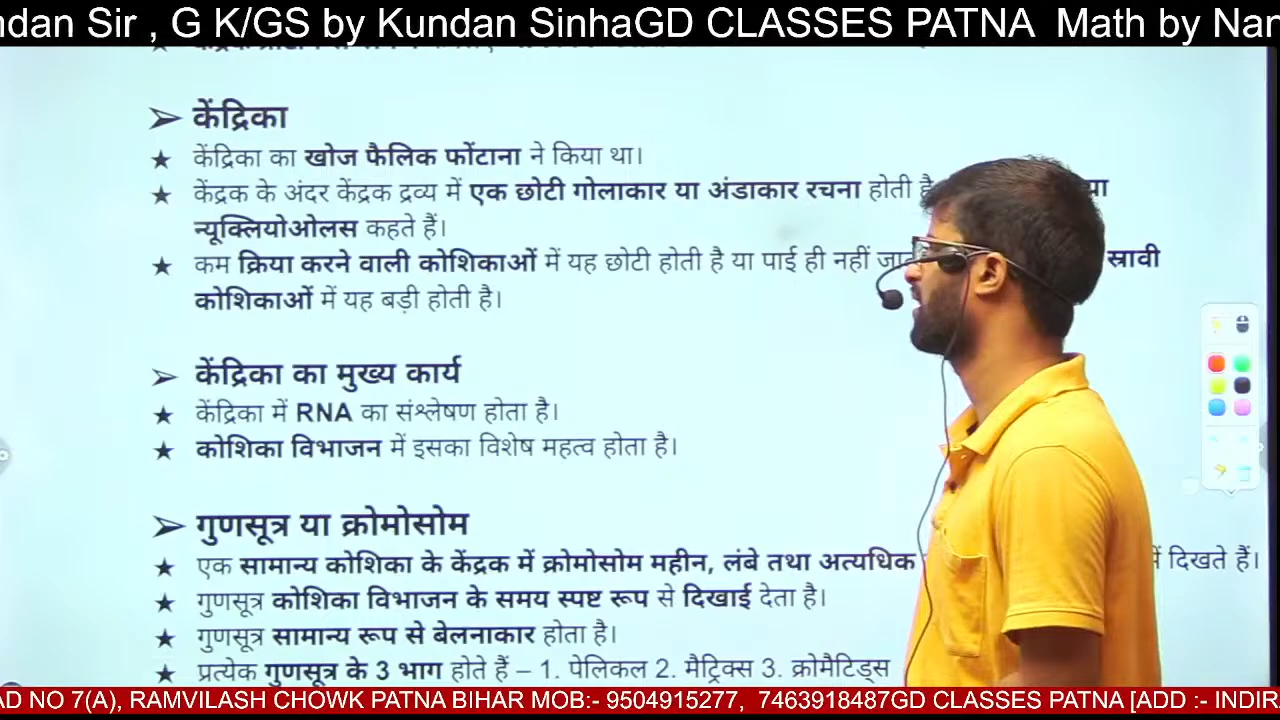 ndan Sir , G K/GS by Kundan SinhaGD CLASSES PATNA  Math by Nar
➢ केंद्रिका
★ केंद्रिका का खोज फैलिक फोंटाना ने किया था।
★ केंद्रक के अंदर केंद्रक द्रव्य में एक छोटी गोलाकार या अंडाकार रचना होती है
न्यूक्लियोओलस कहते हैं।
★ कम क्रिया करने वाली कोशिकाओं में यह छोटी होती है या पाई ही नहीं स्रावी
कोशिकाओं में यह बड़ी होती है।
➢ केंद्रिका का मुख्य कार्य
★ केंद्रिका में RNA का संश्लेषण होता है।
★ कोशिका विभाजन में इसका विशेष महत्व होता है।
➢ गुणसूत्र या क्रोमोसोम
★ एक सामान्य कोशिका के केंद्रक में क्रोमोसोम महीन, लंबे तथा अत्यधिक में दिखते हैं।
★ गुणसूत्र कोशिका विभाजन के समय स्पष्ट रूप से दिखाई देता है।
★ गुणसूत्र सामान्य रूप से बेलनाकार होता है।
★ प्रत्येक गुणसूत्र के 3 भाग होते हैं – 1. पेलिकल 2. मैट्रिक्स 3. क्रोमैटिड्स
AD NO 7(A), RAMVILASH CHOWK PATNA BIHAR MOB:- 9504915277,  7463918487GD CLASSES PATNA [ADD :- INDIRA